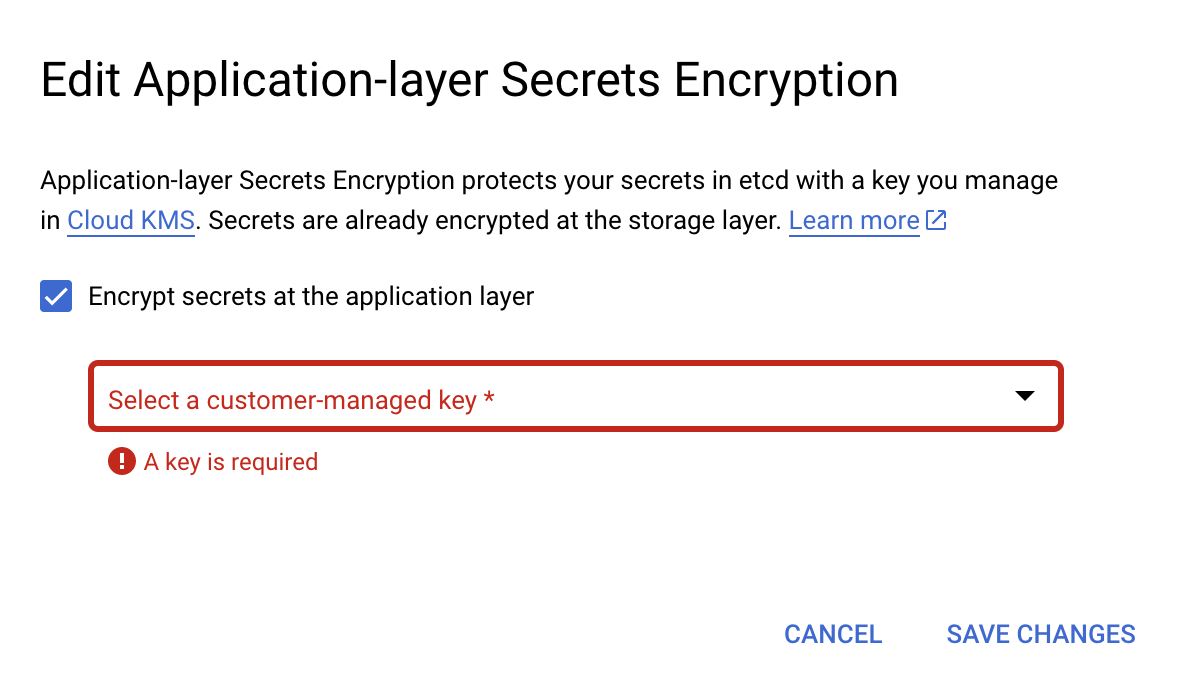 Edit Application-layer Secrets Encryption
Application-layer Secrets Encryption protects your secrets in etcd with a key you manage
in Cloud KMS. Secrets are already encrypted at the storage layer. Learn more
Encrypt secrets at the application layer
Select a customer-managed key *
A key is required
CANCEL SAVE CHANGES